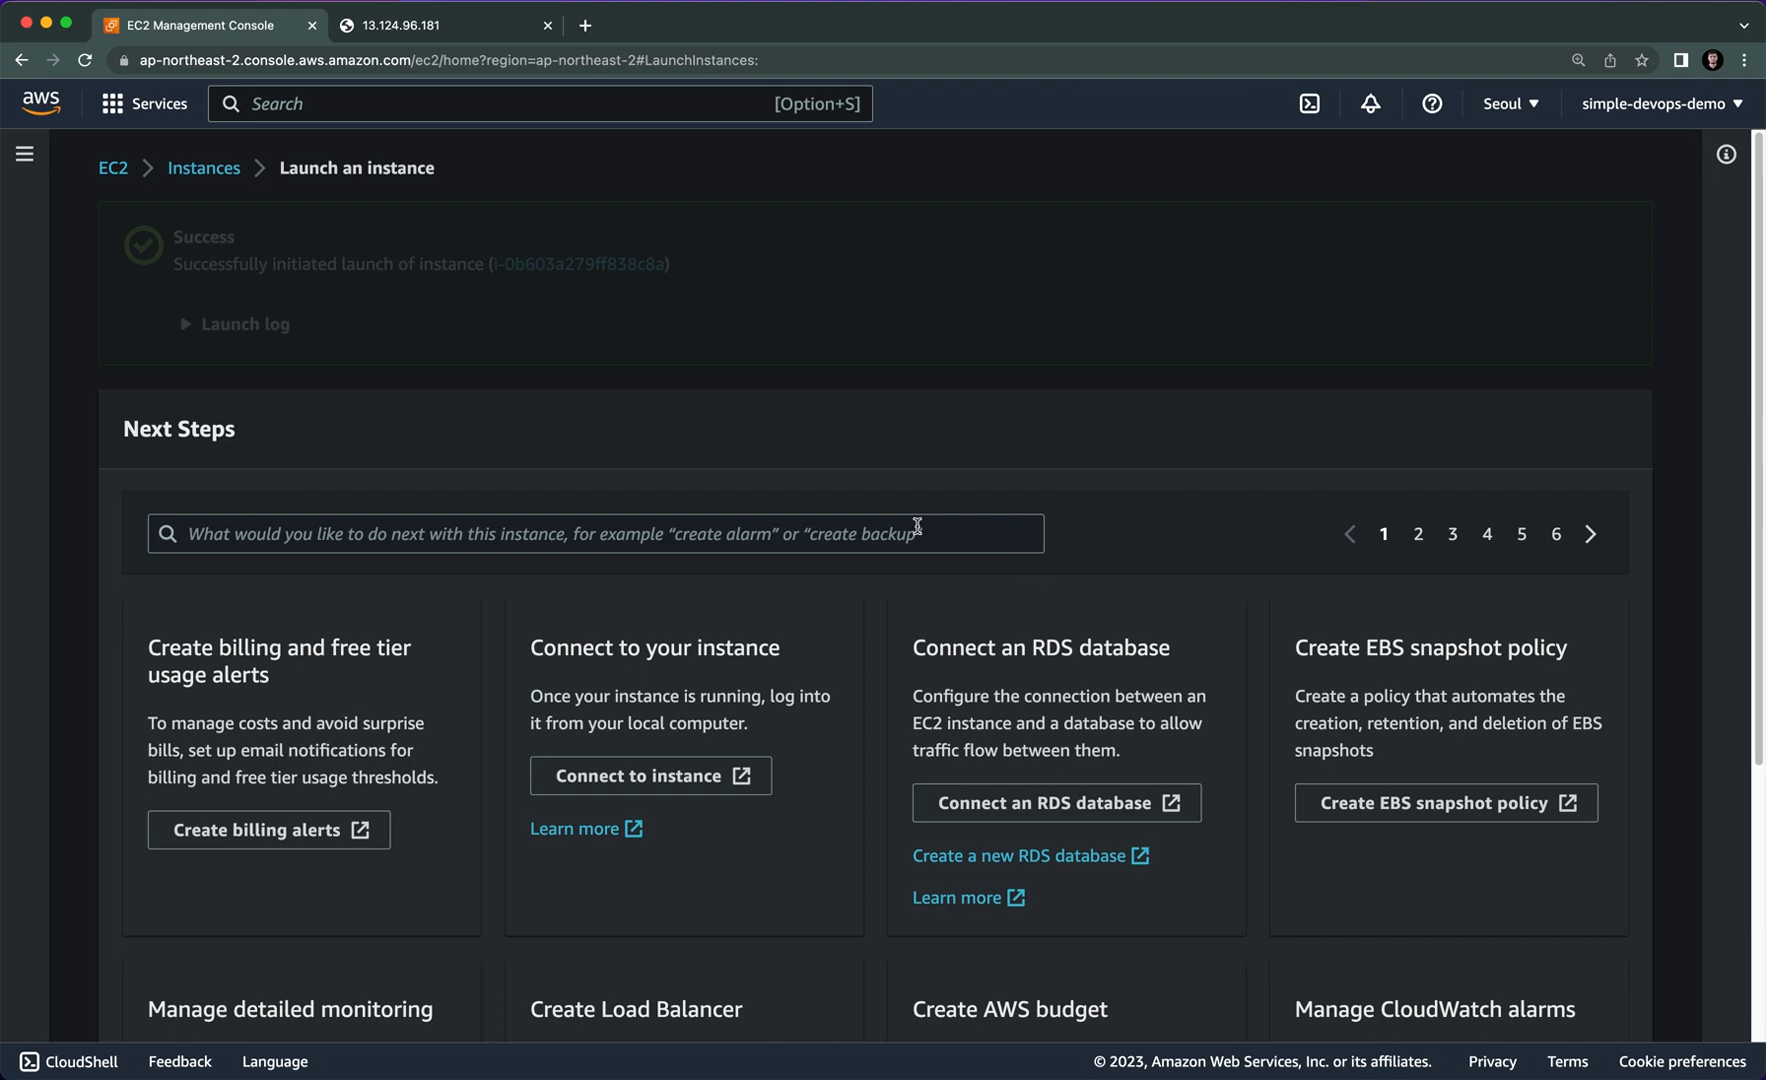 EC2 Management Console
13.124.96.181
ap-northeast-2.console.aws.amazon.com/ec2/home?region=ap-northeast-2#LaunchInstances:
aws
Services
Search
[Option+S]
Seoul
simple-devops-demo
EC2
Instances
Launch an instance
Success
Successfully initiated launch of instance (i-0b603a279ff838c8a)
Launch log
Next Steps
What would you like to do next with this instance, for example “create alarm” or “create backup”
1 2 3 4 5 6
Create billing and free tier
usage alerts
To manage costs and avoid surprise
bills, set up email notifications for
billing and free tier usage thresholds.
Create billing alerts
Connect to your instance
Once your instance is running, log into
it from your local computer.
Connect to instance
Learn more
Connect an RDS database
Configure the connection between an
EC2 instance and a database to allow
traffic flow between them.
Connect an RDS database
Create a new RDS database
Learn more
Create EBS snapshot policy
Create a policy that automates the
creation, retention, and deletion of EBS
snapshots
Create EBS snapshot policy
Manage detailed monitoring
Create Load Balancer
Create AWS budget
Manage CloudWatch alarms
CloudShell
Feedback
Language
© 2023, Amazon Web Services, Inc. or its affiliates.
Privacy
Terms
Cookie preferences